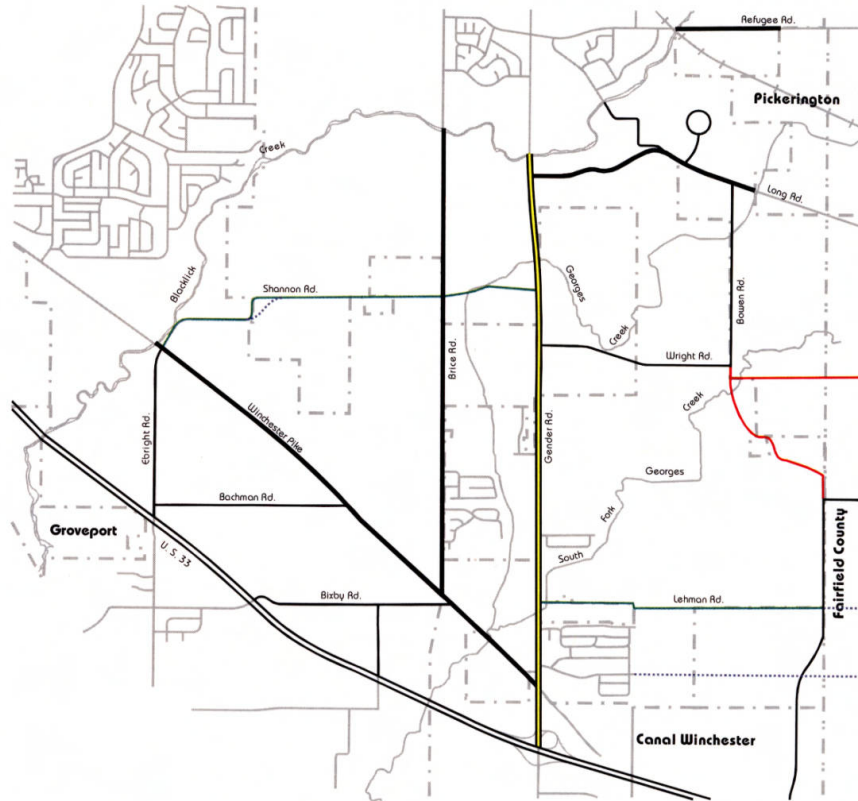 Refugee Rd.
Pickerington
Creek
Long Rd.
Blacklick
Shannon Rd.
Georges
Creek
Bowen Rd.
Brice Rd.
Wright Rd.
Winchester Pike
Gender Rd.
Creek
Ebright Rd.
Georges
Bachman Rd.
Groveport
U.S. 33
Fork
South
Fairfield County
Bixby Rd.
Lehman Rd.
Canal Winchester